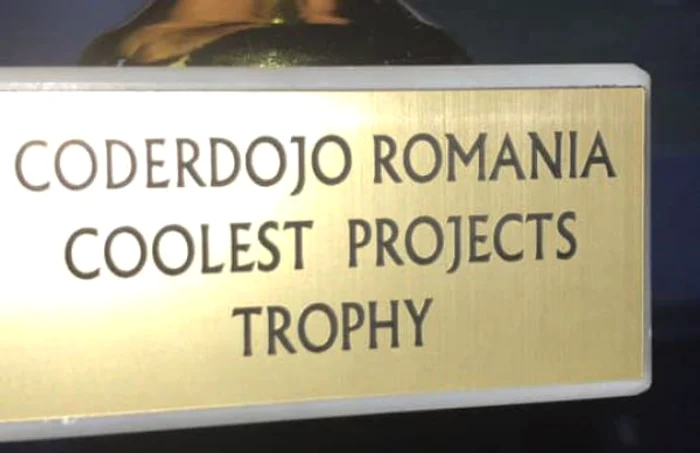 CODERDOJO ROMANIA
COOLEST PROJECTS
TROPHY